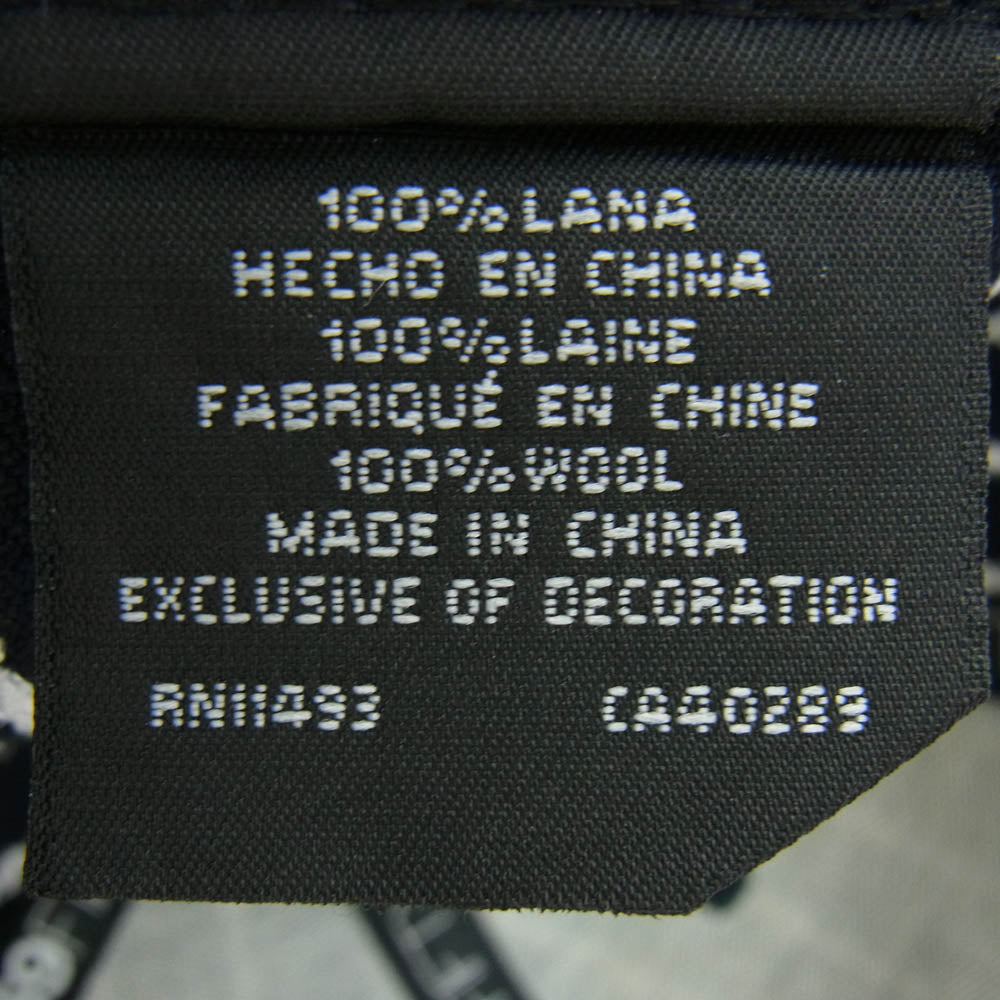 100% LANA
HECHO EN CHINA
100% LAINE
FABRIQUÉ EN CHINE
100% WOOL
MADE IN CHINA
EXCLUSIVE OF DECORATION
RN11493 CA40299